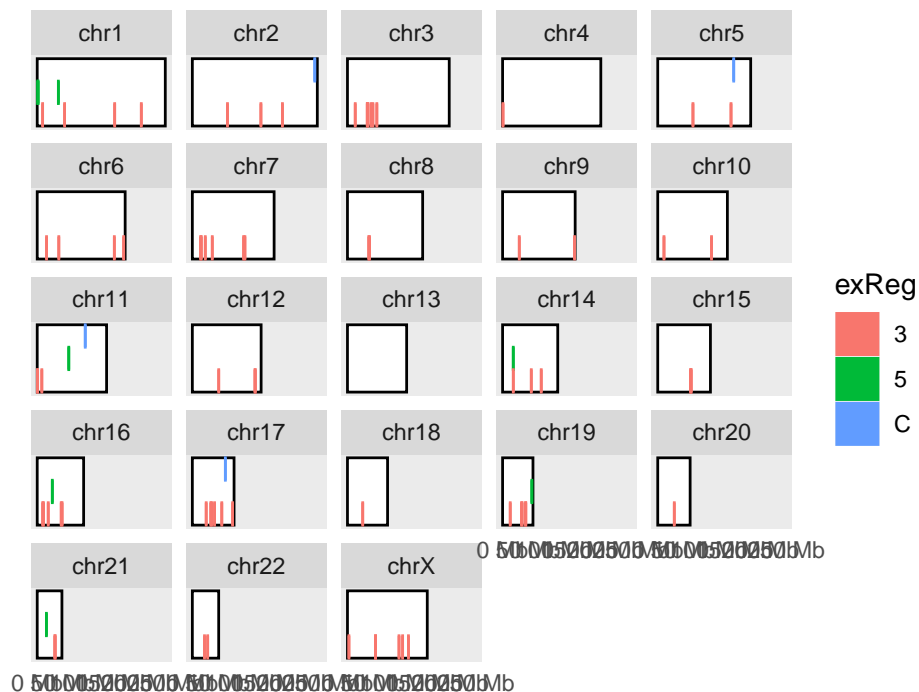 chr1 chr2 chr3 chr4 chr5
chr6 chr7 chr8 chr9 chr10
exReg
3
5
C
chr11 chr12 chr13 chr14 chr15
chr16 chr17 chr18 chr19 chr20
chr21 chr22 chrX